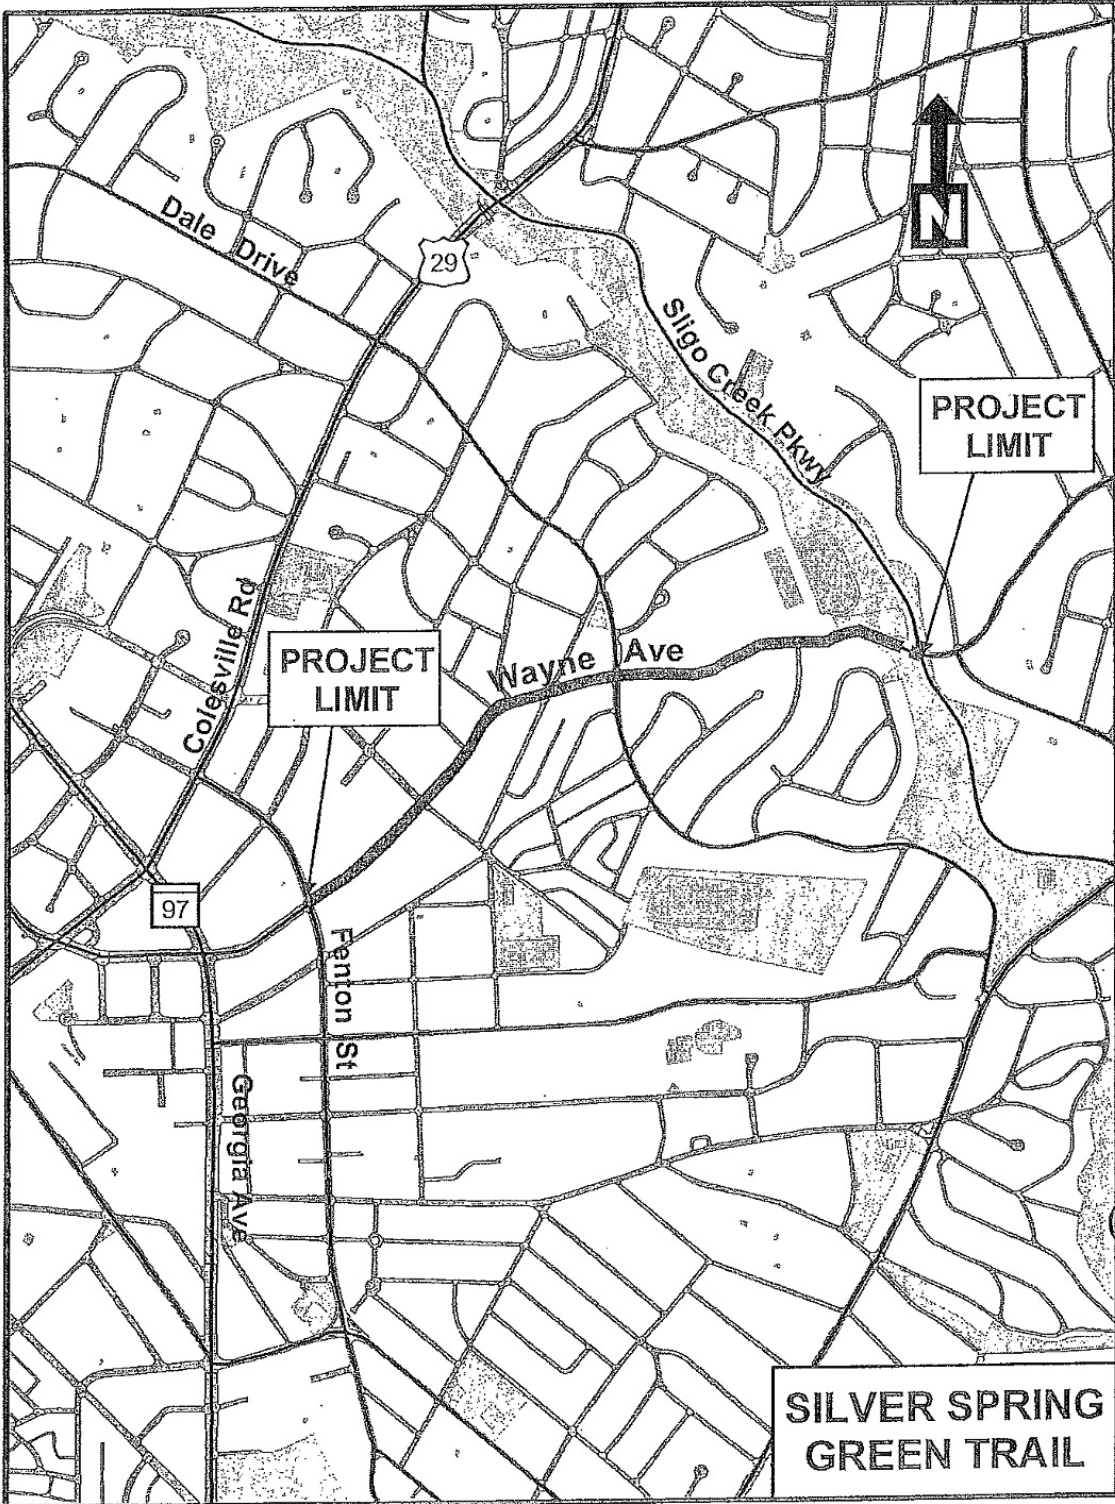 N
Dale Drive
29
Sligo Creek Pkwy
PROJECT
LIMIT
Colesville Rd
PROJECT
LIMIT
Wayne Ave
97
Fenton St
Georgia Ave
SILVER SPRING
GREEN TRAIL